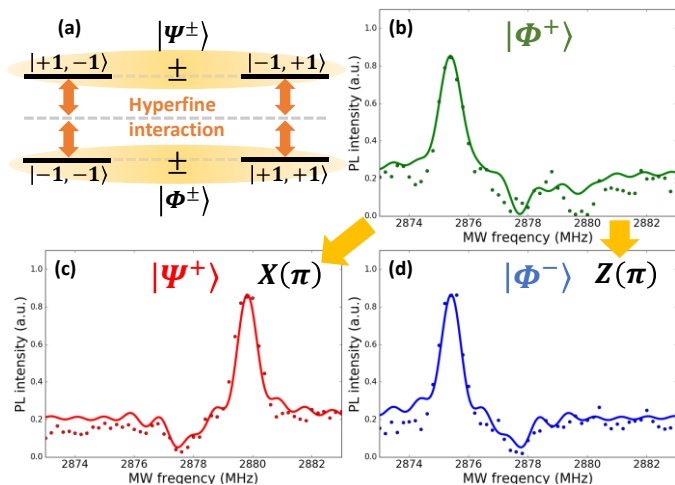 (a)
|Ψ±⟩
|+1, −1⟩
|−1, +1⟩
±
Hyperfine
interaction
±
|−1, −1⟩
|+1, +1⟩
|Φ±⟩
(b)
|Φ+⟩
PL intensity (a.u.)
1.0
0.8
0.6
0.4
0.2
0.0
2874 2876 2878 2880 2882
MW freqency (MHz)
(c)
|Ψ+⟩ X(π)
PL intensity (a.u.)
1.0
0.8
0.6
0.4
0.2
0.0
2874 2876 2878 2880 2882
MW freqency (MHz)
(d)
|Φ−⟩ Z(π)
PL intensity (a.u.)
1.0
0.8
0.6
0.4
0.2
0.0
2874 2876 2878 2880 2882
MW freqency (MHz)